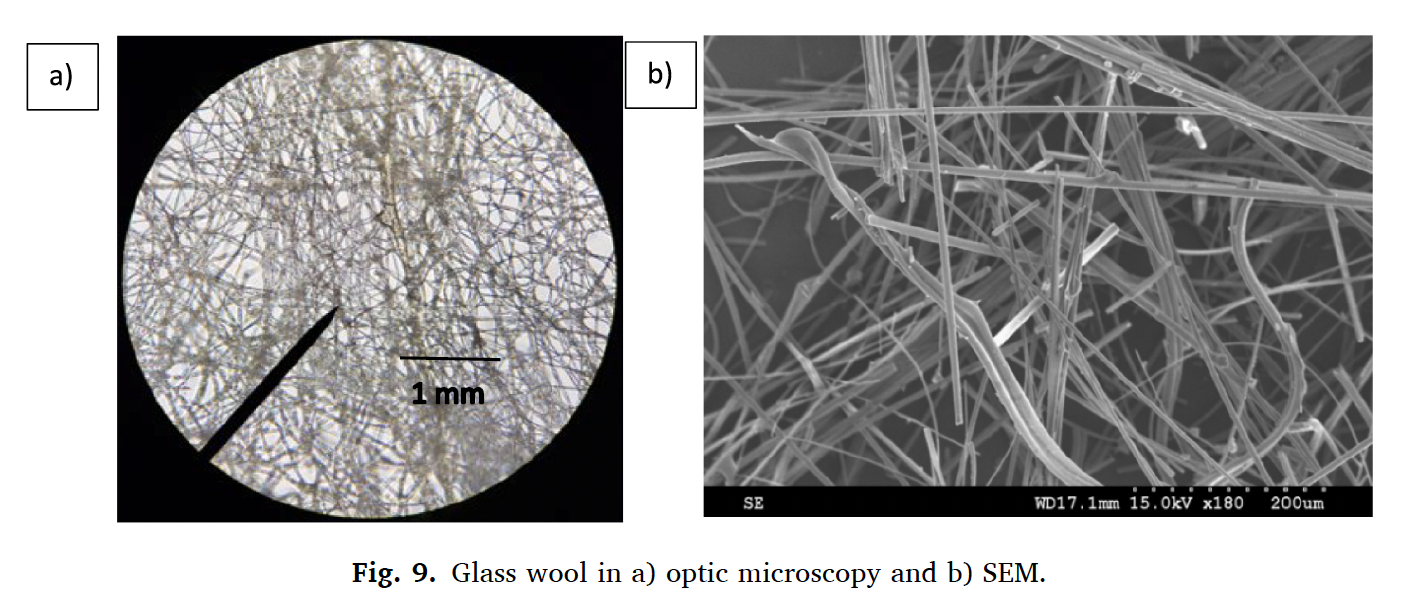 a)
b)
1 mm
SE WD17.1mm 15.0kV x180 200um
Fig. 9. Glass wool in a) optic microscopy and b) SEM.